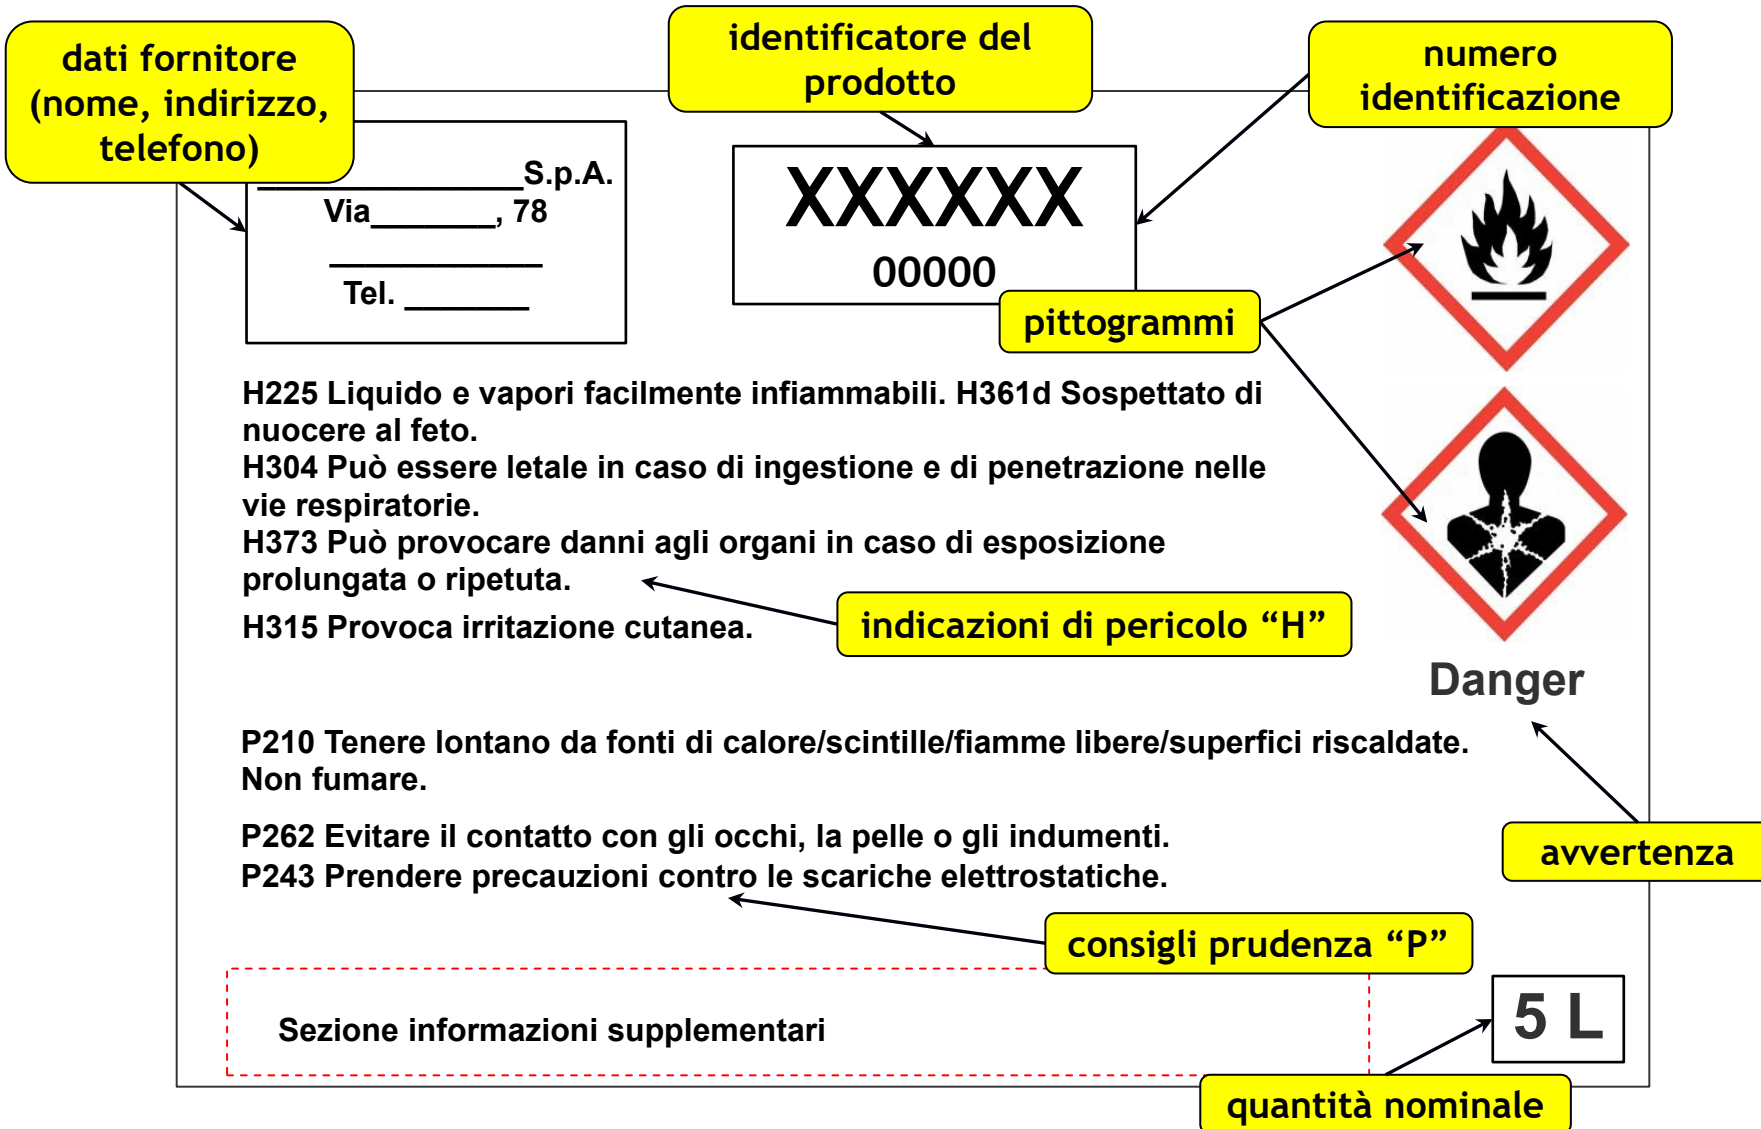 dati fornitore
(nome, indirizzo,
telefono)
identificatore del
prodotto
numero
identificazione
________________S.p.A.
Via_______, 78
____________
Tel. _______
XXXXXX
00000
pittogrammi
H225 Liquido e vapori facilmente infiammabili. H361d Sospettato di
nuocere al feto.
H304 Può essere letale in caso di ingestione e di penetrazione nelle
vie respiratorie.
H373 Può provocare danni agli organi in caso di esposizione
prolungata o ripetuta.
H315 Provoca irritazione cutanea.
indicazioni di pericolo “H”
Danger
P210 Tenere lontano da fonti di calore/scintille/fiamme libere/superfici riscaldate.
Non fumare.
P262 Evitare il contatto con gli occhi, la pelle o gli indumenti.
P243 Prendere precauzioni contro le scariche elettrostatiche.
avvertenza
consigli prudenza “P”
Sezione informazioni supplementari
5 L
quantità nominale